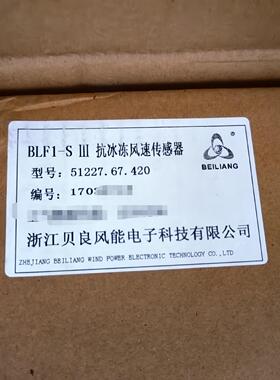 BLF1-S Ⅲ 抗冰冻风速传感器
型号: 51227.67.420
BEILIANG
编号: 170
浙江贝良风能电子科技有限公司
ZHEJIANG BEILIANG WIND POWER ELECTRONIC TECHNOLOGY CO.,LTD